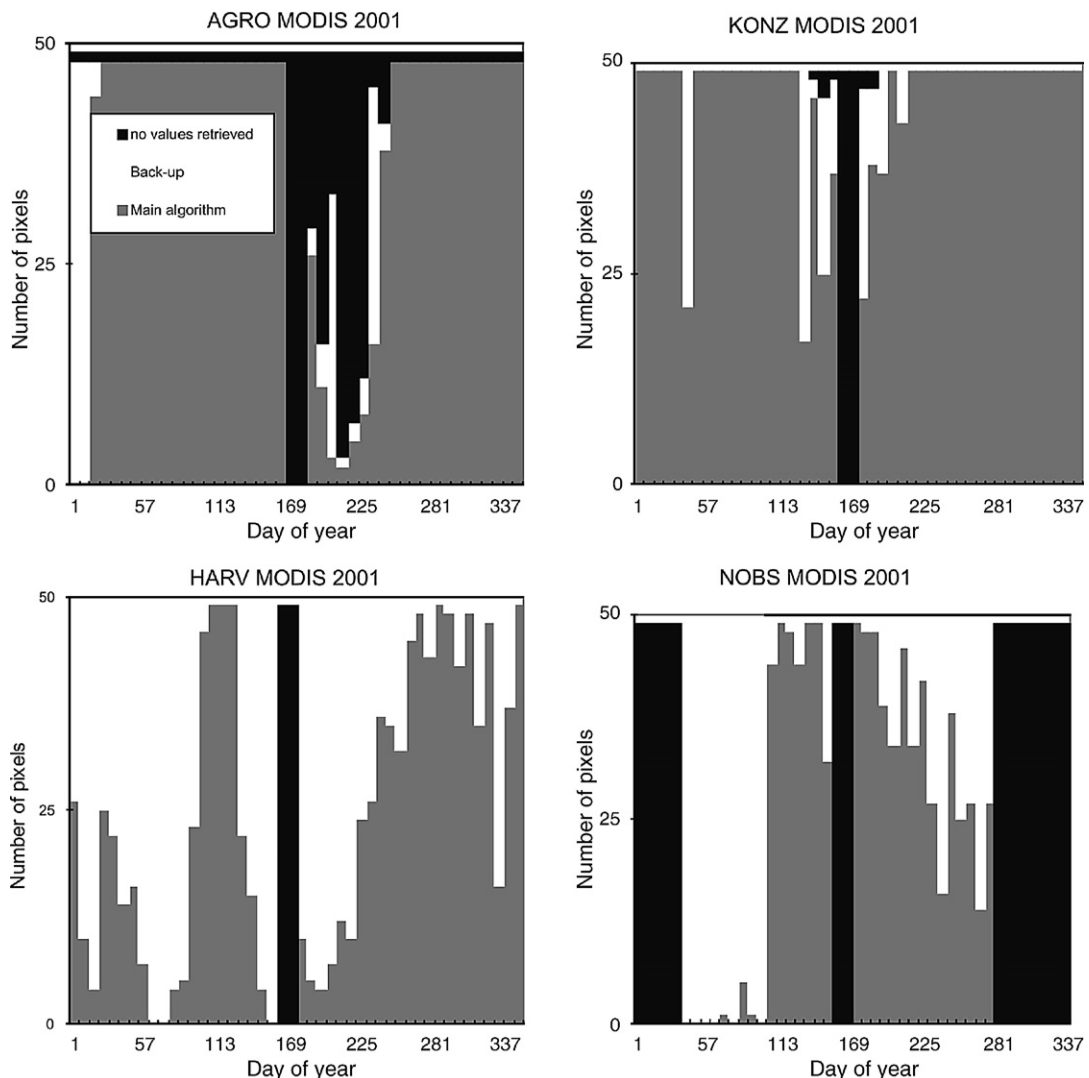 AGRO MODIS 2001
50
25
0
Number of pixels
no values retrieved
Back-up
Main algorithm
1 57 113 169 225 281 337
Day of year
KONZ MODIS 2001
50
25
0
Number of pixels
1 57 113 169 225 281 337
Day of year
HARV MODIS 2001
50
25
0
Number of pixels
1 57 113 169 225 281 337
Day of year
NOBS MODIS 2001
50
25
0
Number of pixels
1 57 113 169 225 281 337
Day of year